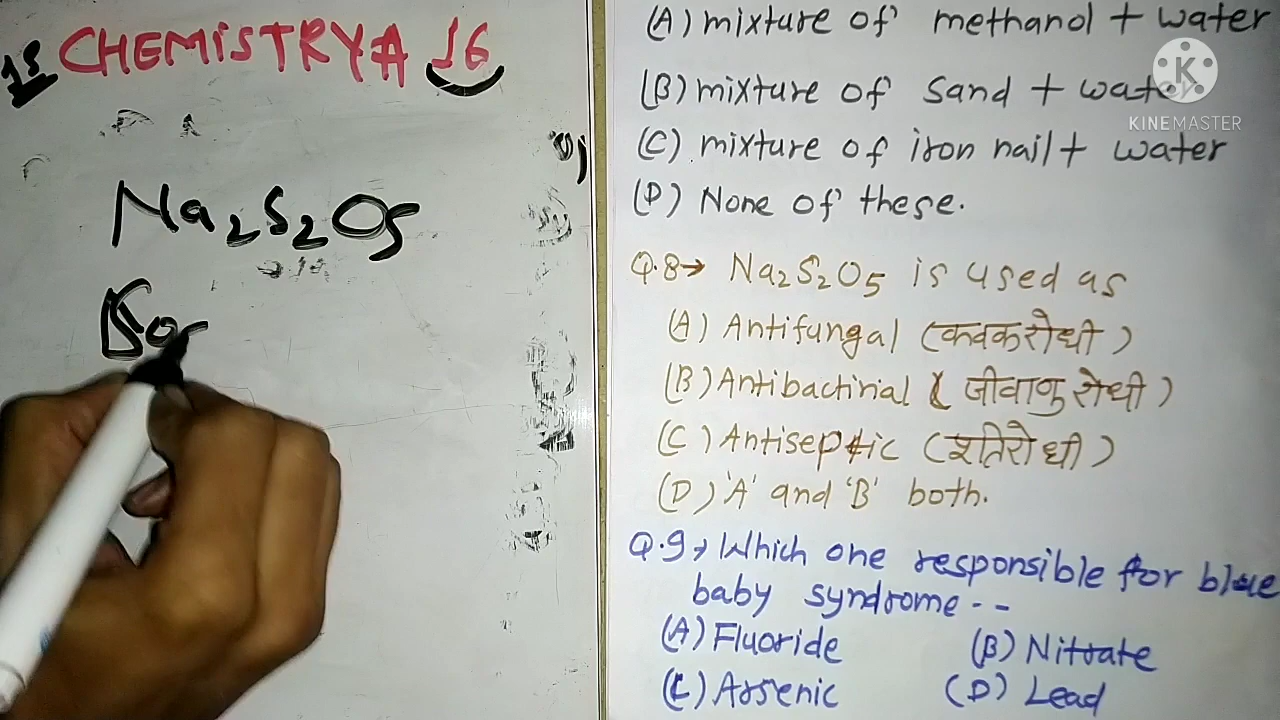 18 CHEMISTRY A 16
Na2S2O5
So
(A) mixture of methanol + water
(B) mixture of sand + water
(C) mixture of iron nail + water
(D) None of these.
Q.8→ Na2S2O5 is used as
(A) Antifungal (कवकरोधी)
(B) Antibactirial (जीवाणु रोधी)
(C) Antiseptic (शतिरोधी)
(D) 'A' and 'B' both.
Q.9→ Which one responsible for blue
baby syndrome--
(A) Fluoride (B) Nitrate
(C) Arsenic (D) Lead
K
KINEMASTER